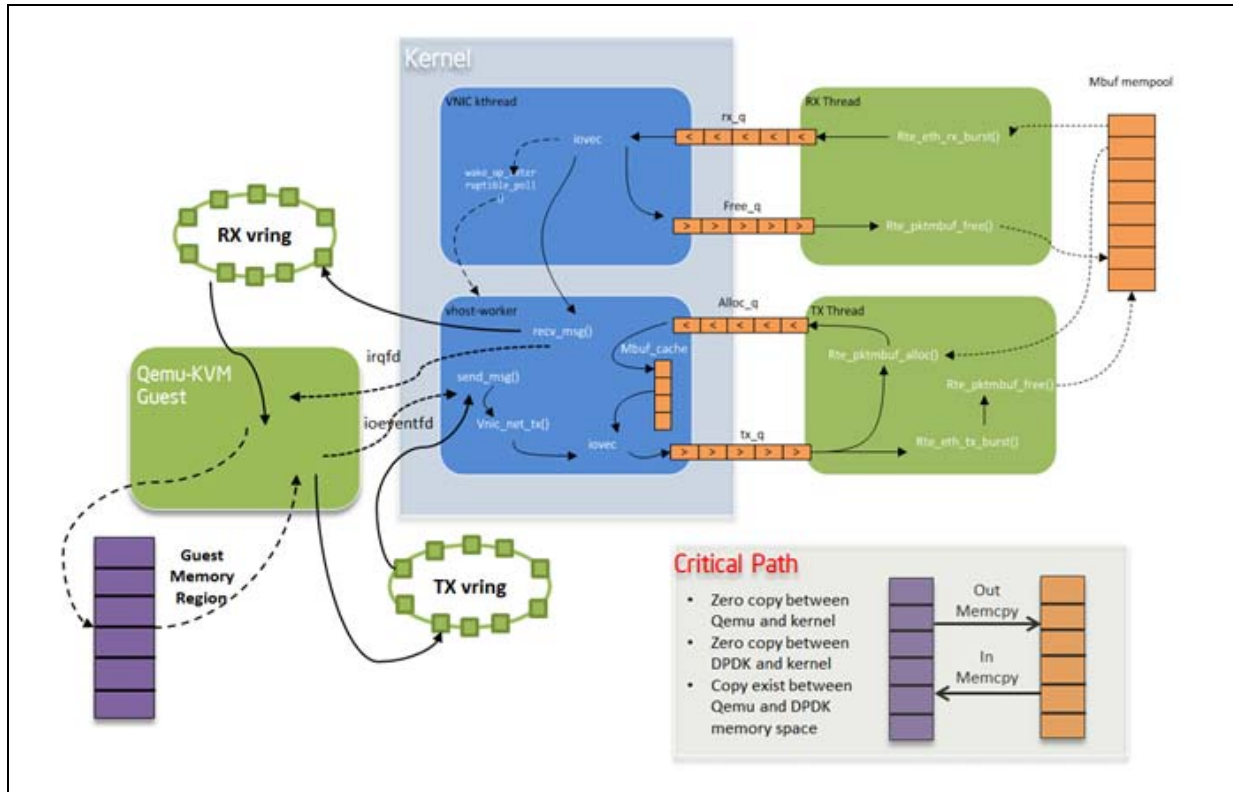 Kernel
VNIC kthread
iovec
wake_up_inter
ruptible_poll
()
rx_q
< < < < <
Free_q
> > > > >
RX Thread
Rte_eth_rx_burst()
Rte_pktmbuf_free()
Mbuf mempool
RX vring
vhost-worker
recv_msg()
send_msg()
Vnic_net_tx()
iovec
Mbuf_cache
Alloc_q
< < < < <
tx_q
> > > > >
TX Thread
Rte_pktmbuf_alloc()
Rte_pktmbuf_free()
Rte_eth_tx_burst()
Qemu-KVM
Guest
irqfd
ioeventfd
Guest
Memory
Region
TX vring
Critical Path
• Zero copy between
Qemu and kernel
• Zero copy between
DPDK and kernel
• Copy exist between
Qemu and DPDK
memory space
Out
Memcpy
In
Memcpy